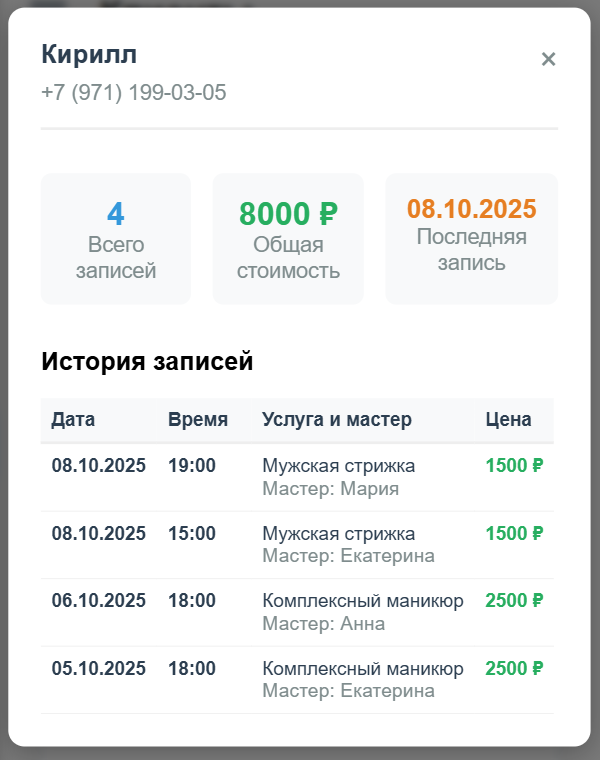 Кирилл
×
+7 (971) 199-03-05
4
Всего
записей
8000 ₽
Общая
стоимость
08.10.2025
Последняя
запись
История записей
Дата Время Услуга и мастер Цена
08.10.2025 19:00 Мужская стрижка 1500 ₽
Мастер: Мария
08.10.2025 15:00 Мужская стрижка 1500 ₽
Мастер: Екатерина
06.10.2025 18:00 Комплексный маникюр 2500 ₽
Мастер: Анна
05.10.2025 18:00 Комплексный маникюр 2500 ₽
Мастер: Екатерина